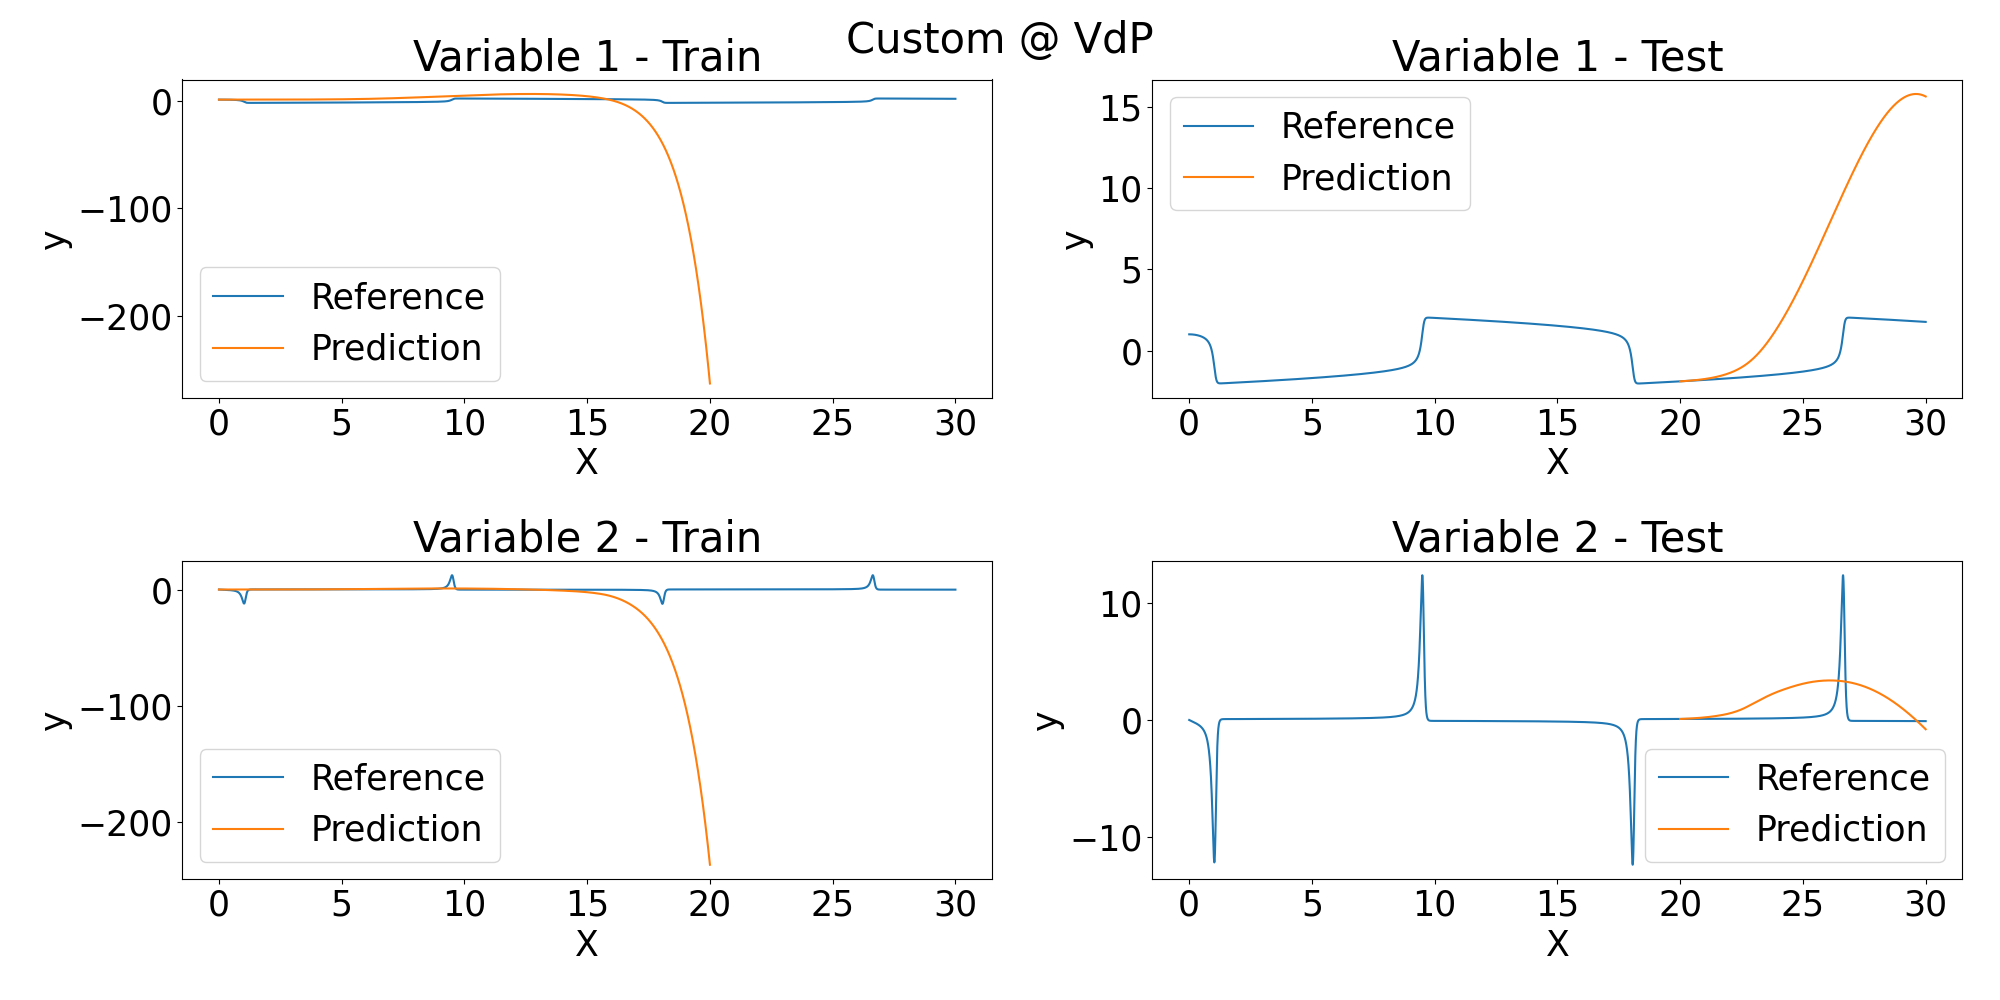 Custom @ VdP
Variable 1 - Train
0
−100
−200
y
Reference
Prediction
0 5 10 15 20 25 30
X
Variable 1 - Test
15
10
5
0
y
Reference
Prediction
0 5 10 15 20 25 30
X
Variable 2 - Train
0
−100
−200
y
Reference
Prediction
0 5 10 15 20 25 30
X
Variable 2 - Test
10
0
−10
y
Reference
Prediction
0 5 10 15 20 25 30
X